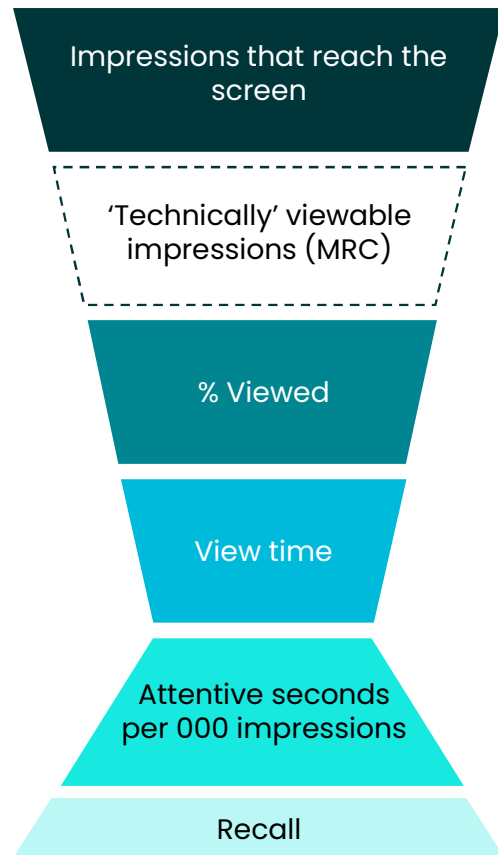 Impressions that reach the
screen
‘Technically’ viewable
impressions (MRC)
% Viewed
View time
Attentive seconds
per 000 impressions
Recall